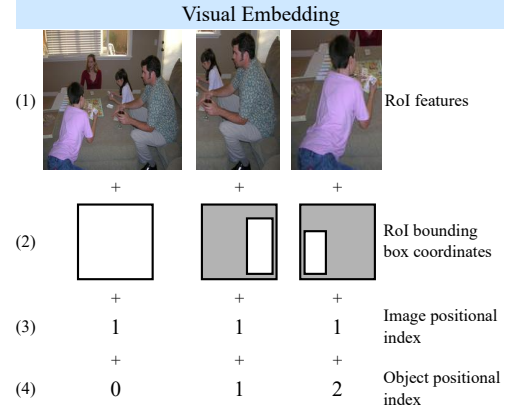 Visual Embedding
(1) RoI features
+ + +
(2) RoI bounding
box coordinates
+ + +
(3) 1 1 1 Image positional
index
+ + +
(4) 0 1 2 Object positional
index